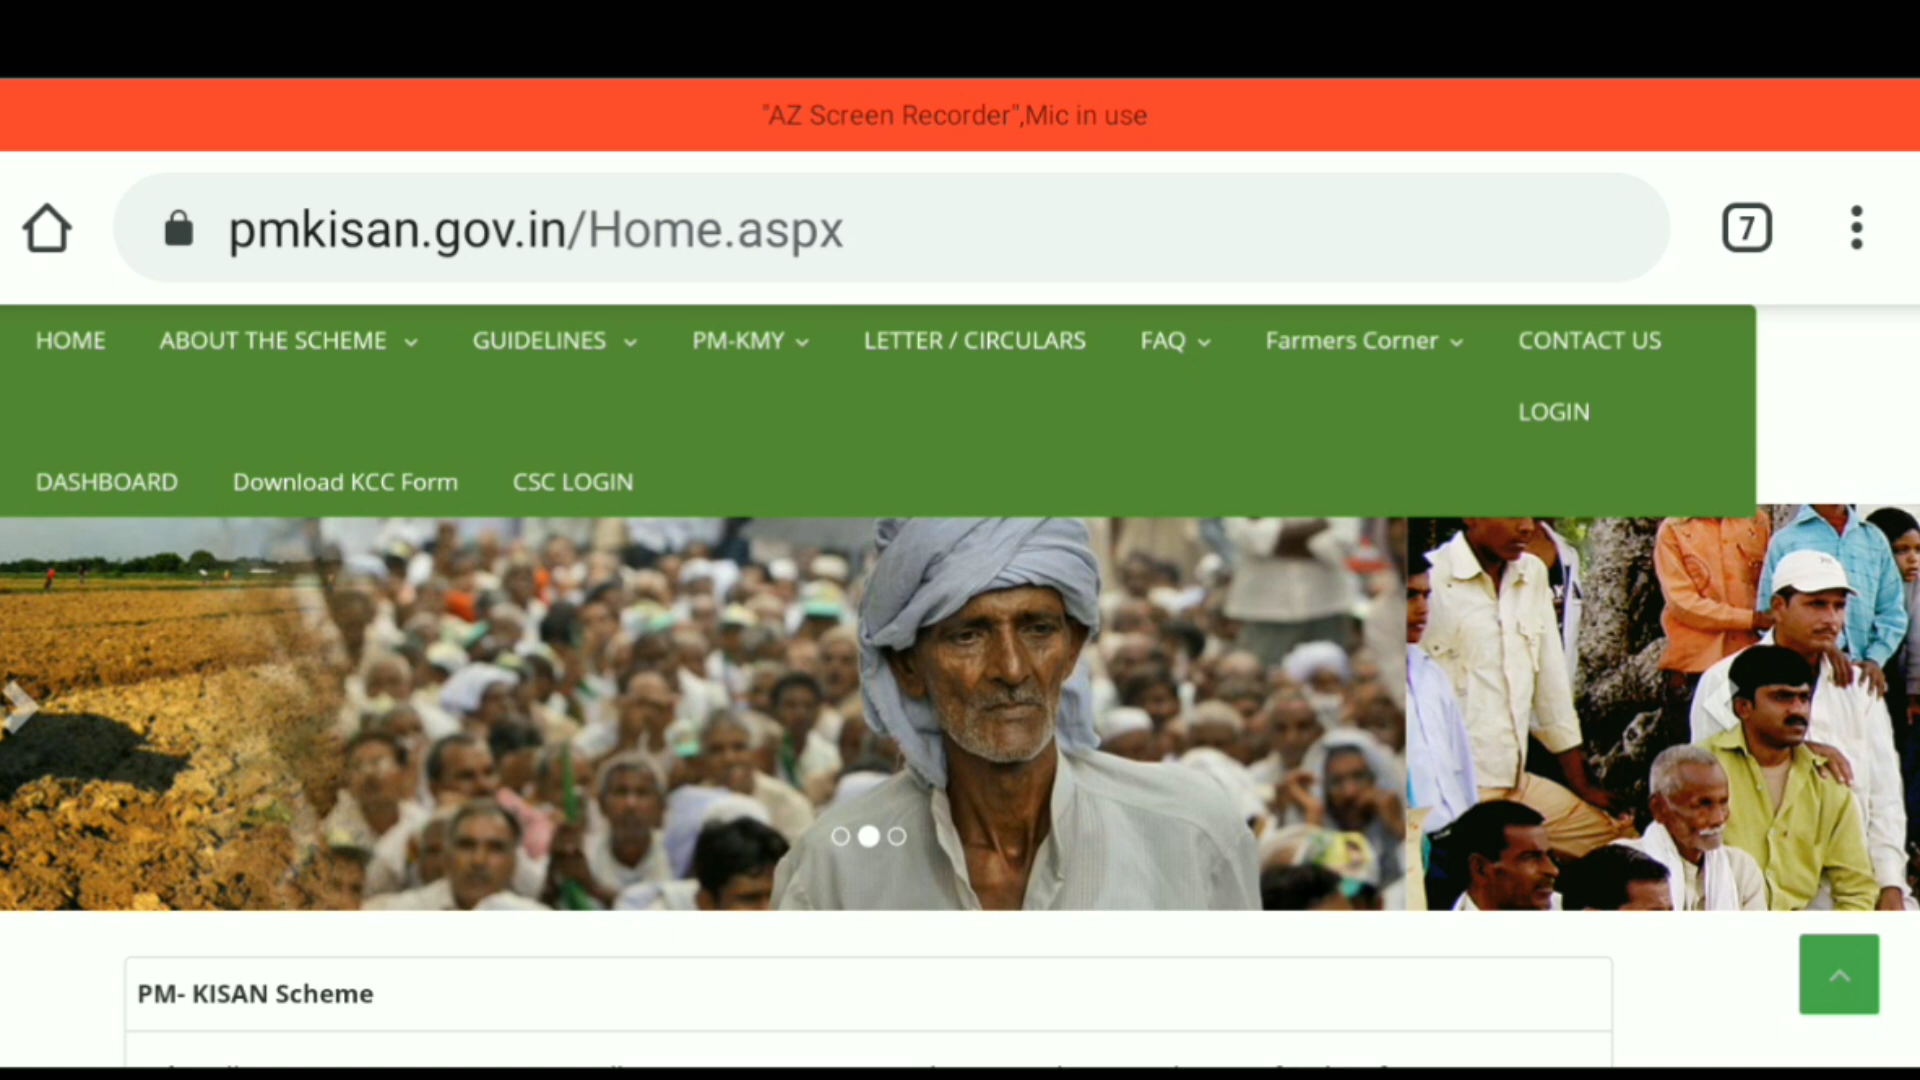 "AZ Screen Recorder",Mic in use
pmkisan.gov.in/Home.aspx
7
HOME ABOUT THE SCHEME GUIDELINES PM-KMY LETTER / CIRCULARS FAQ Farmers Corner CONTACT US
LOGIN
DASHBOARD Download KCC Form CSC LOGIN
PM- KISAN Scheme